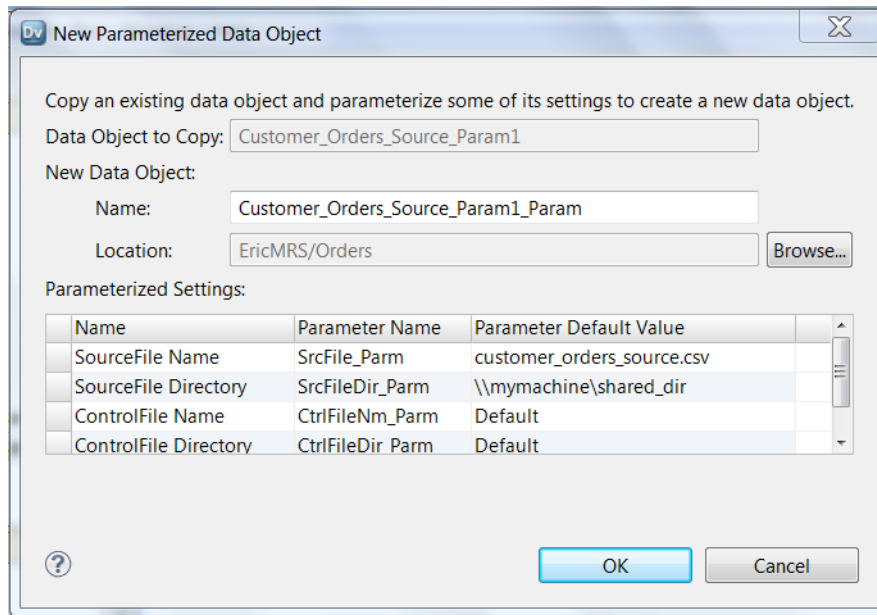 Dv New Parameterized Data Object
Copy an existing data object and parameterize some of its settings to create a new data object.
Data Object to Copy: Customer_Orders_Source_Param1
New Data Object:
Name: Customer_Orders_Source_Param1_Param
Location: EricMRS/Orders Browse...
Parameterized Settings:
Name Parameter Name Parameter Default Value
SourceFile Name SrcFile_Parm customer_orders_source.csv
SourceFile Directory SrcFileDir_Parm \\mymachine\shared_dir
ControlFile Name CtrlFileNm_Parm Default
ControlFile Directory CtrlFileDir_Parm Default
? OK Cancel